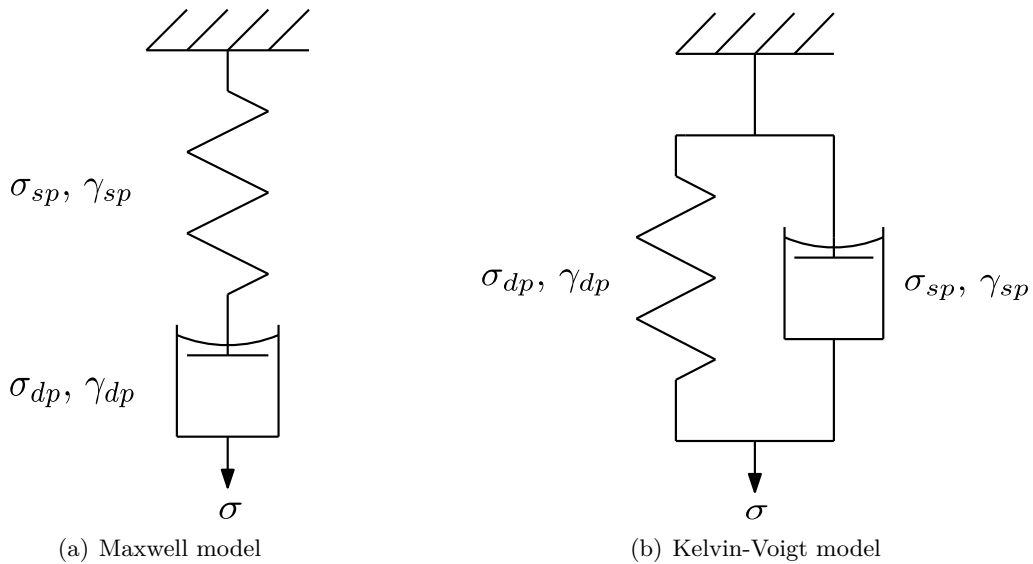 σ_sp, γ_sp
σ_dp, γ_dp
σ
(a) Maxwell model
σ_dp, γ_dp
σ_sp, γ_sp
σ
(b) Kelvin-Voigt model